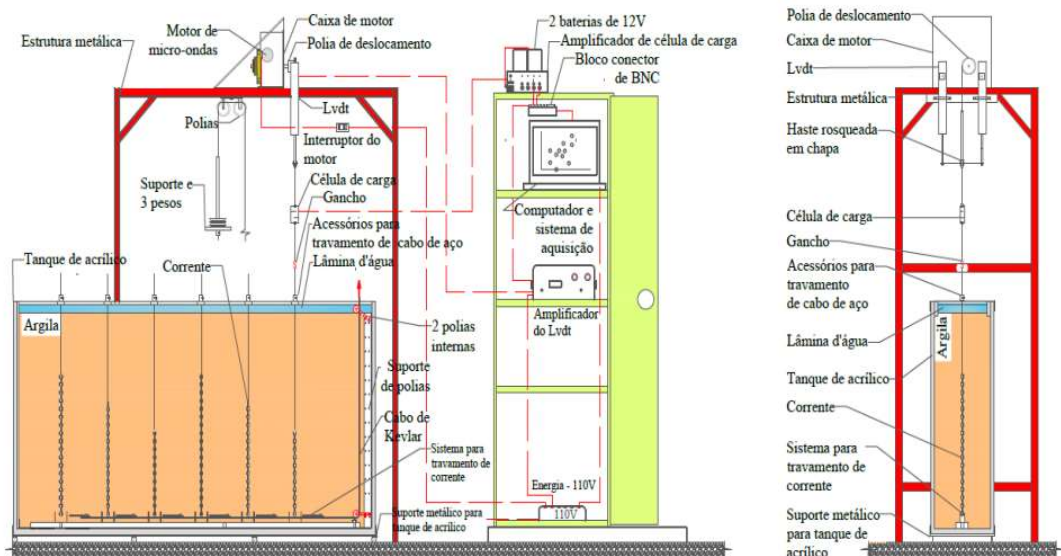 Motor de
micro-ondas
Caixa de motor
Polia de deslocamento
Estrutura metálica
Lvdt
Polias
Interruptor do
motor
Suporte e
3 pesos
Célula de carga
Gancho
Acessórios para
travamento de cabo de aço
Lâmina d'água
Tanque de acrílico
Corrente
Argila
2 polias
internas
Suporte
de polias
Cabo de
Kevlar
Sistema para
travamento de
corrente
Suporte metálico para
tanque de acrílico
2 baterias de 12V
Amplificador de célula de carga
Bloco conector
de BNC
Computador e
sistema de
aquisição
Amplificador
do Lvdt
Energia - 110V
110V
Polia de deslocamento
Caixa de motor
Lvdt
Estrutura metálica
Haste rosqueada
em chapa
Célula de carga
Gancho
Acessórios para
travamento
de cabo de aço
Lâmina d'água
Argila
Tanque de acrílico
Corrente
Sistema para
travamento de
corrente
Suporte metálico
para tanque de
acrílico